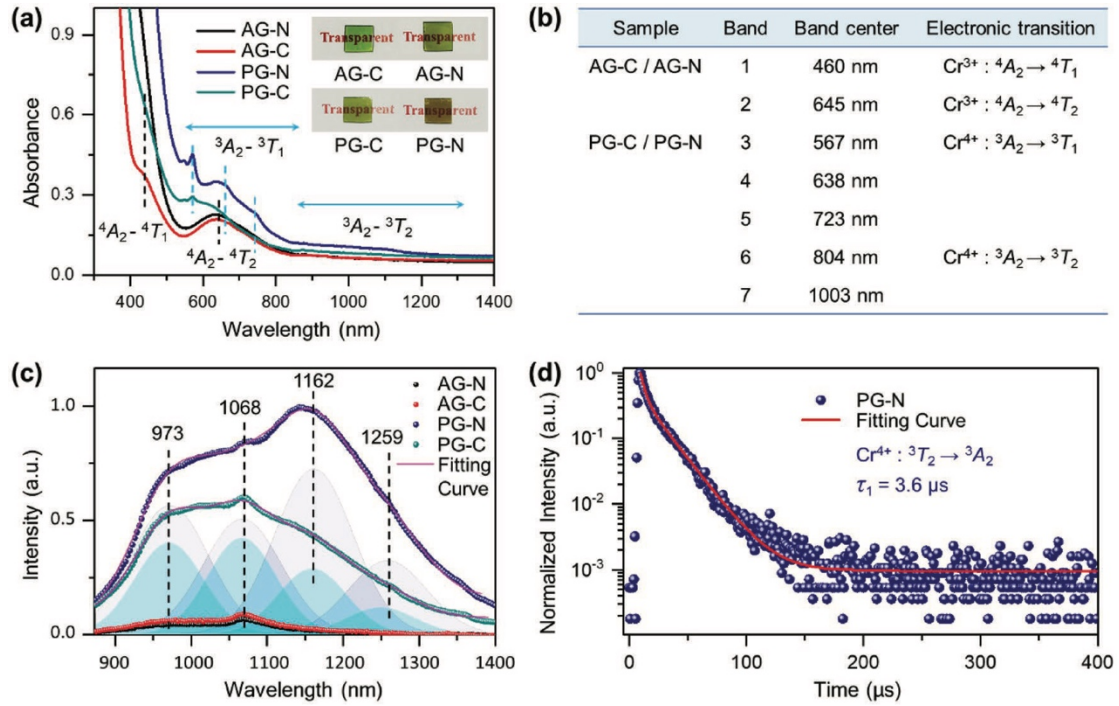 (a)
0.9
0.6
0.3
0.0
Absorbance
400 600 800 1000 1200 1400
Wavelength (nm)
AG-N
AG-C
PG-N
PG-C
Transparent Transparent
AG-C AG-N
Transparent Transparent
PG-C PG-N
³A₂- ³T₁
³A₂- ³T₂
⁴A₂- ⁴T₁
⁴A₂- ⁴T₂
(b)
Sample Band Band center Electronic transition
AG-C / AG-N 1 460 nm Cr³⁺ : ⁴A₂→ ⁴T₁
2 645 nm Cr³⁺ : ⁴A₂→ ⁴T₂
PG-C / PG-N 3 567 nm Cr⁴⁺ : ³A₂→ ³T₁
4 638 nm
5 723 nm
6 804 nm Cr⁴⁺ : ³A₂→ ³T₂
7 1003 nm
(c)
1.0
0.5
0.0
Intensity (a.u.)
900 1000 1100 1200 1300 1400
Wavelength (nm)
973
1068
1162
1259
AG-N
AG-C
PG-N
PG-C
Fitting
Curve
(d)
10⁰
10⁻¹
10⁻²
10⁻³
Normalized Intensity (a.u.)
0 100 200 300 400
Time (µs)
PG-N
Fitting Curve
Cr⁴⁺ : ³T₂ → ³A₂
τ₁ = 3.6 µs